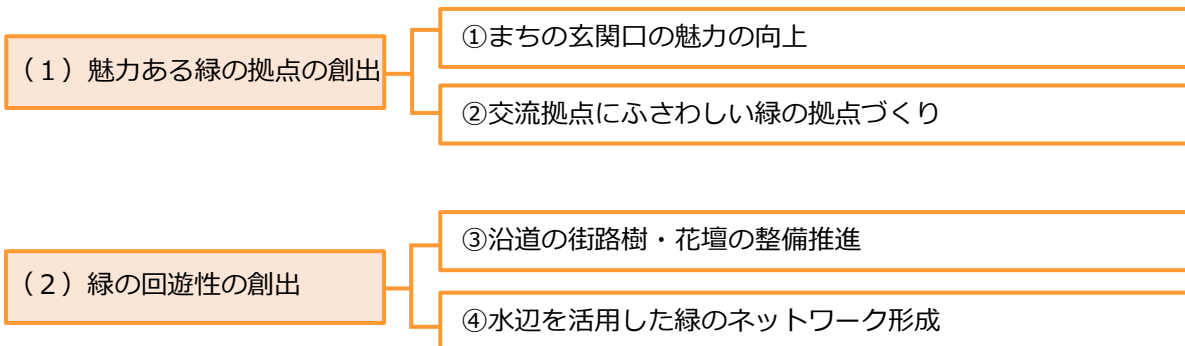 （１）魅力ある緑の拠点の創出
①まちの玄関口の魅力の向上
②交流拠点にふさわしい緑の拠点づくり
（２）緑の回遊性の創出
③沿道の街路樹・花壇の整備推進
④水辺を活用した緑のネットワーク形成